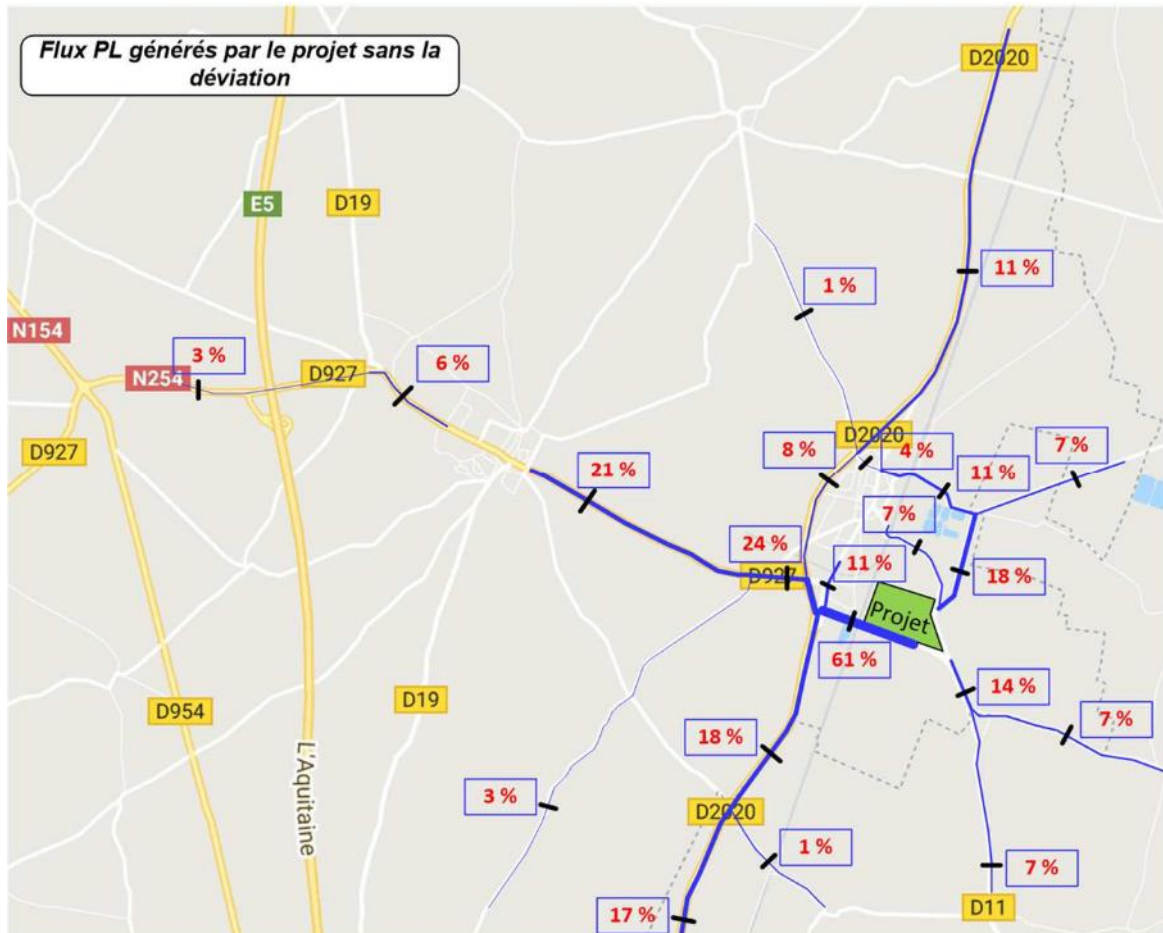 Flux PL générés par le projet sans la
déviation
D2020
E5
D19
11 %
1 %
N154
3 %
6 %
N254
D927
D927
D2020
8 %
4 %
7 %
11 %
21 %
7 %
24 %
D927
11 %
18 %
Projet
61 %
14 %
D954
D19
7 %
18 %
L'Aquitaine
3 %
D2020
1 %
7 %
17 %
D11